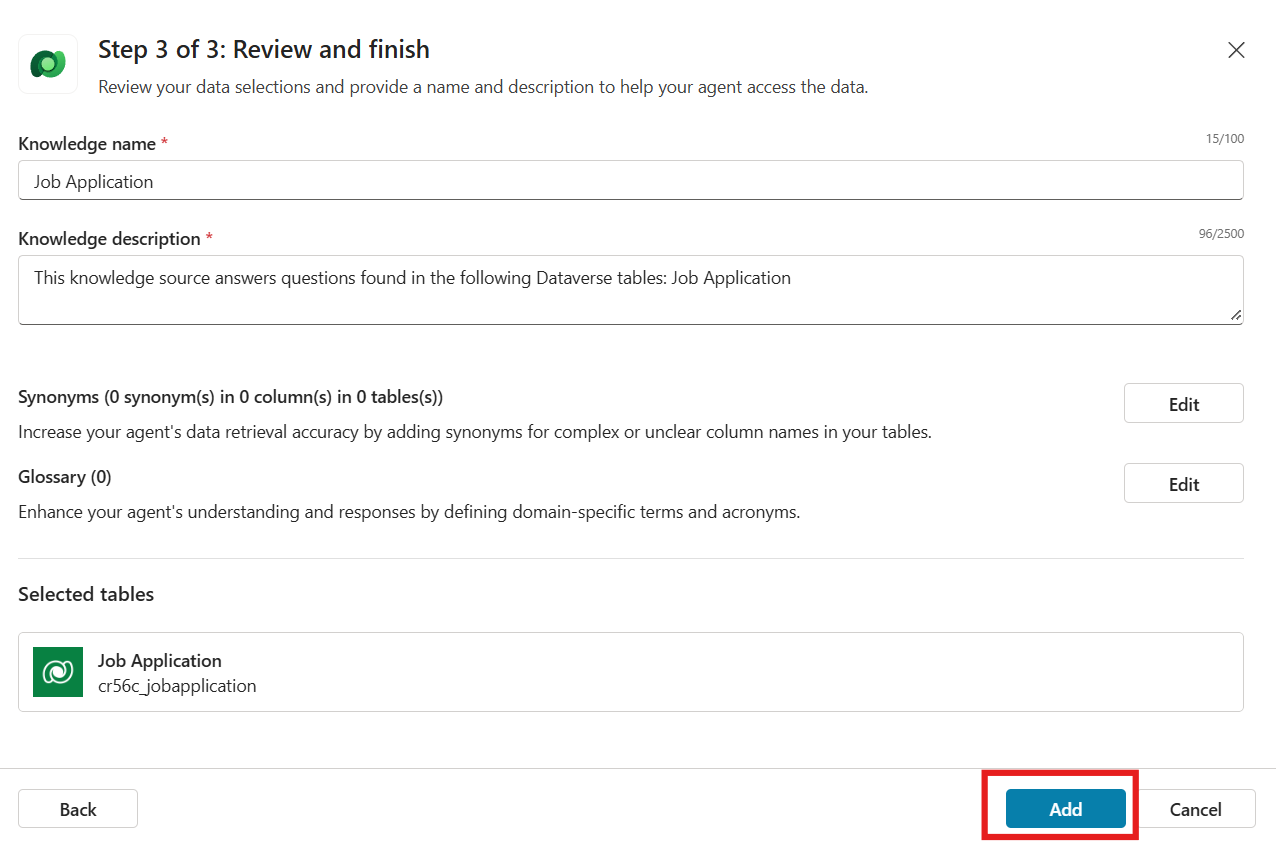 Step 3 of 3: Review and finish
Review your data selections and provide a name and description to help your agent access the data.
Knowledge name *
15/100
Job Application
Knowledge description *
96/2500
This knowledge source answers questions found in the following Dataverse tables: Job Application
Synonyms (0 synonym(s) in 0 column(s) in 0 tables(s))
Edit
Increase your agent's data retrieval accuracy by adding synonyms for complex or unclear column names in your tables.
Glossary (0)
Edit
Enhance your agent's understanding and responses by defining domain-specific terms and acronyms.
Selected tables
Job Application
cr56c_jobapplication
Back
Add
Cancel